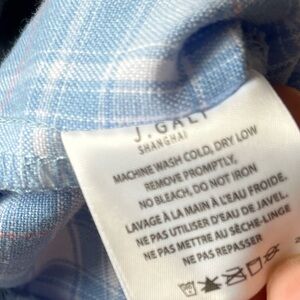 J. GALT
SHANGHAI
MACHINE WASH COLD, DRY LOW
REMOVE PROMPTLY,
NO BLEACH, DO NOT IRON
LAVAGE À LA MAIN À L'EAU FROIDE.
NE PAS UTILISER D'EAU DE JAVEL.
NE PAS METTRE AU SÈCHE-LINGE
NE PAS REPASSER